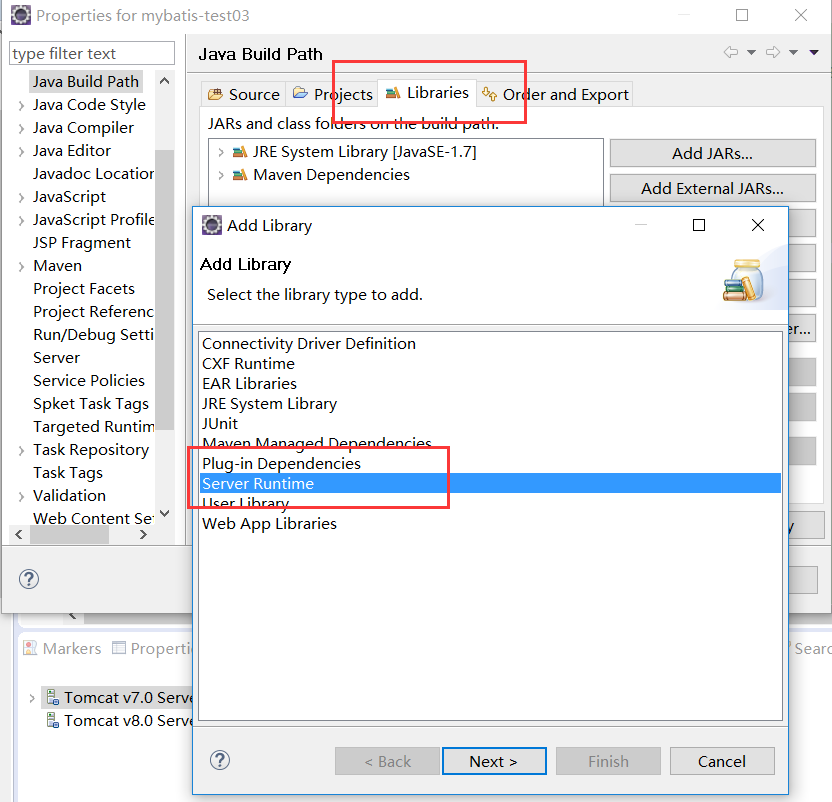 Properties for mybatis-test03
type filter text
Java Build Path
Java Code Style
Java Compiler
Java Editor
Javadoc Location
JavaScript
JavaScript Profile
JSP Fragment
Maven
Project Facets
Project Referenc
Run/Debug Setti
Server
Service Policies
Spket Task Tags
Targeted Runtim
Task Repository
Task Tags
Validation
Web Content Set
Java Build Path
Source
Projects
Libraries
Order and Export
JARs and class folders on the build path:
JRE System Library [JavaSE-1.7]
Maven Dependencies
Add JARs...
Add External JARs...
er...
y
Add Library
Add Library
Select the library type to add.
Connectivity Driver Definition
CXF Runtime
EAR Libraries
JRE System Library
JUnit
Maven Managed Dependencies
Plug-in Dependencies
Server Runtime
User Library
Web App Libraries
< Back
Next >
Finish
Cancel
Markers
Properti
Searc
Tomcat v7.0 Serve
Tomcat v8.0 Serve